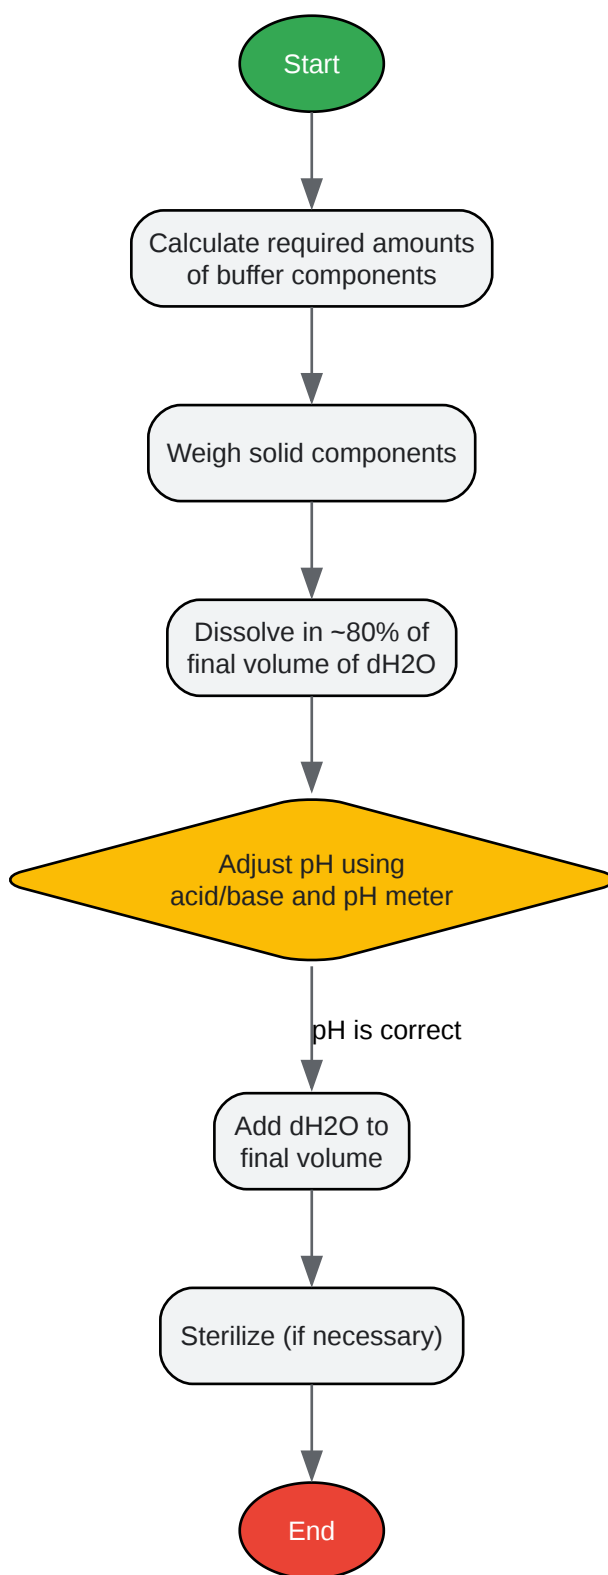 Start
Calculate required amounts
of buffer components
Weigh solid components
Dissolve in ~80% of
final volume of dH2O
Adjust pH using
acid/base and pH meter
pH is correct
Add dH2O to
final volume
Sterilize (if necessary)
End